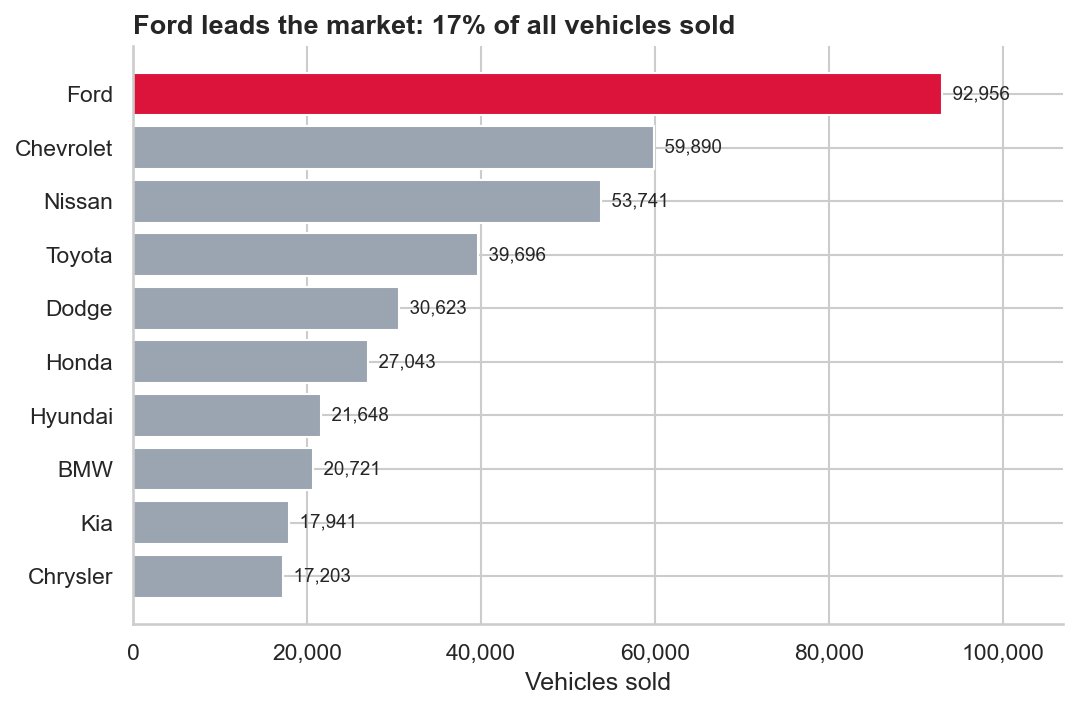 Ford leads the market: 17% of all vehicles sold
Ford 92,956
Chevrolet 59,890
Nissan 53,741
Toyota 39,696
Dodge 30,623
Honda 27,043
Hyundai 21,648
BMW 20,721
Kia 17,941
Chrysler 17,203
0 20,000 40,000 60,000 80,000 100,000
Vehicles sold